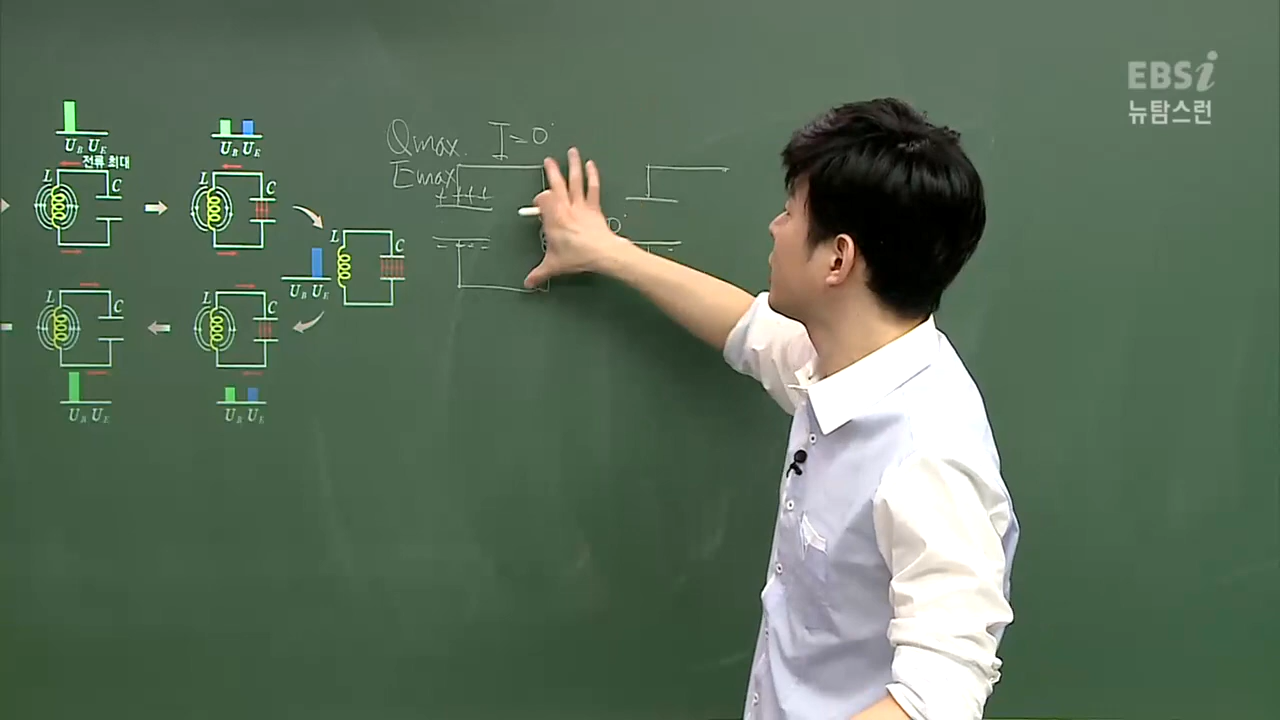 EBSi
뉴탐스런
U_B U_E
전류 최대
L
C
U_B U_E
L
C
L
C
U_B U_E
L
C
U_B U_E
L
C
U_B U_E
Qmax. I=0
Emax
+ + + +
- - - -
0